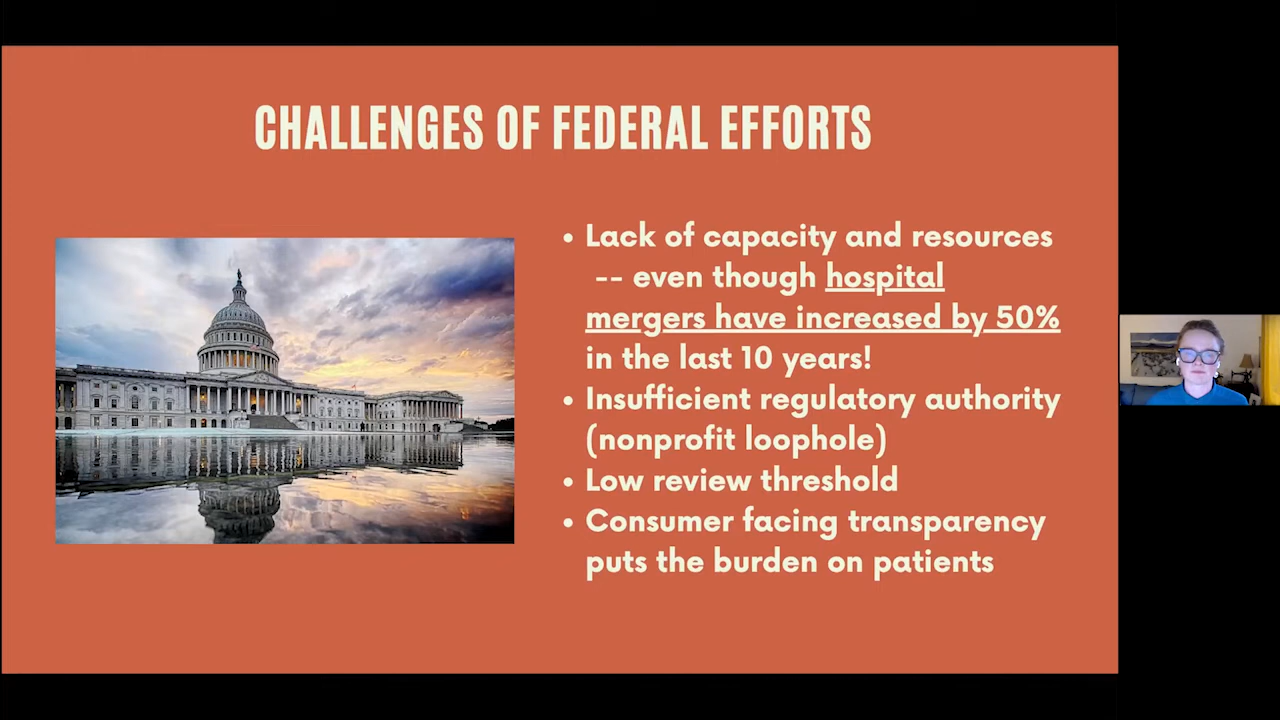 CHALLENGES OF FEDERAL EFFORTS
• Lack of capacity and resources
-- even though hospital
mergers have increased by 50%
in the last 10 years!
• Insufficient regulatory authority
(nonprofit loophole)
• Low review threshold
• Consumer facing transparency
puts the burden on patients